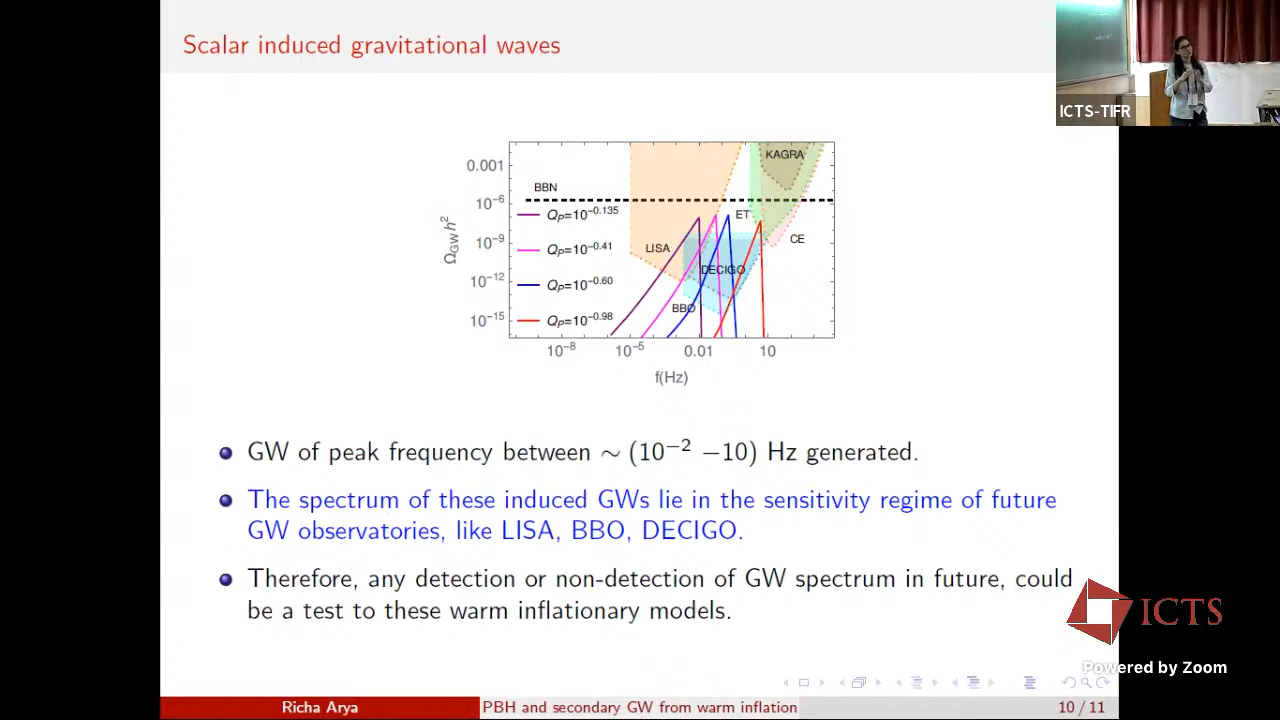 Scalar induced gravitational waves
ICTS-TIFR
KAGRA
0.001
BBN
10⁻⁶
Q_P=10^-0.135
ET
Ω_GW h²
10⁻⁹
Q_P=10^-0.41
LISA
CE
DECIGO
10⁻¹²
Q_P=10^-0.60
BBO
10⁻¹⁵
Q_P=10^-0.98
10⁻⁸ 10⁻⁵ 0.01 10
f(Hz)
GW of peak frequency between ∼ (10⁻² −10) Hz generated.
The spectrum of these induced GWs lie in the sensitivity regime of future
GW observatories, like LISA, BBO, DECIGO.
Therefore, any detection or non-detection of GW spectrum in future, could
be a test to these warm inflationary models.
ICTS
Powered by Zoom
Richa Arya PBH and secondary GW from warm inflation 10 / 11